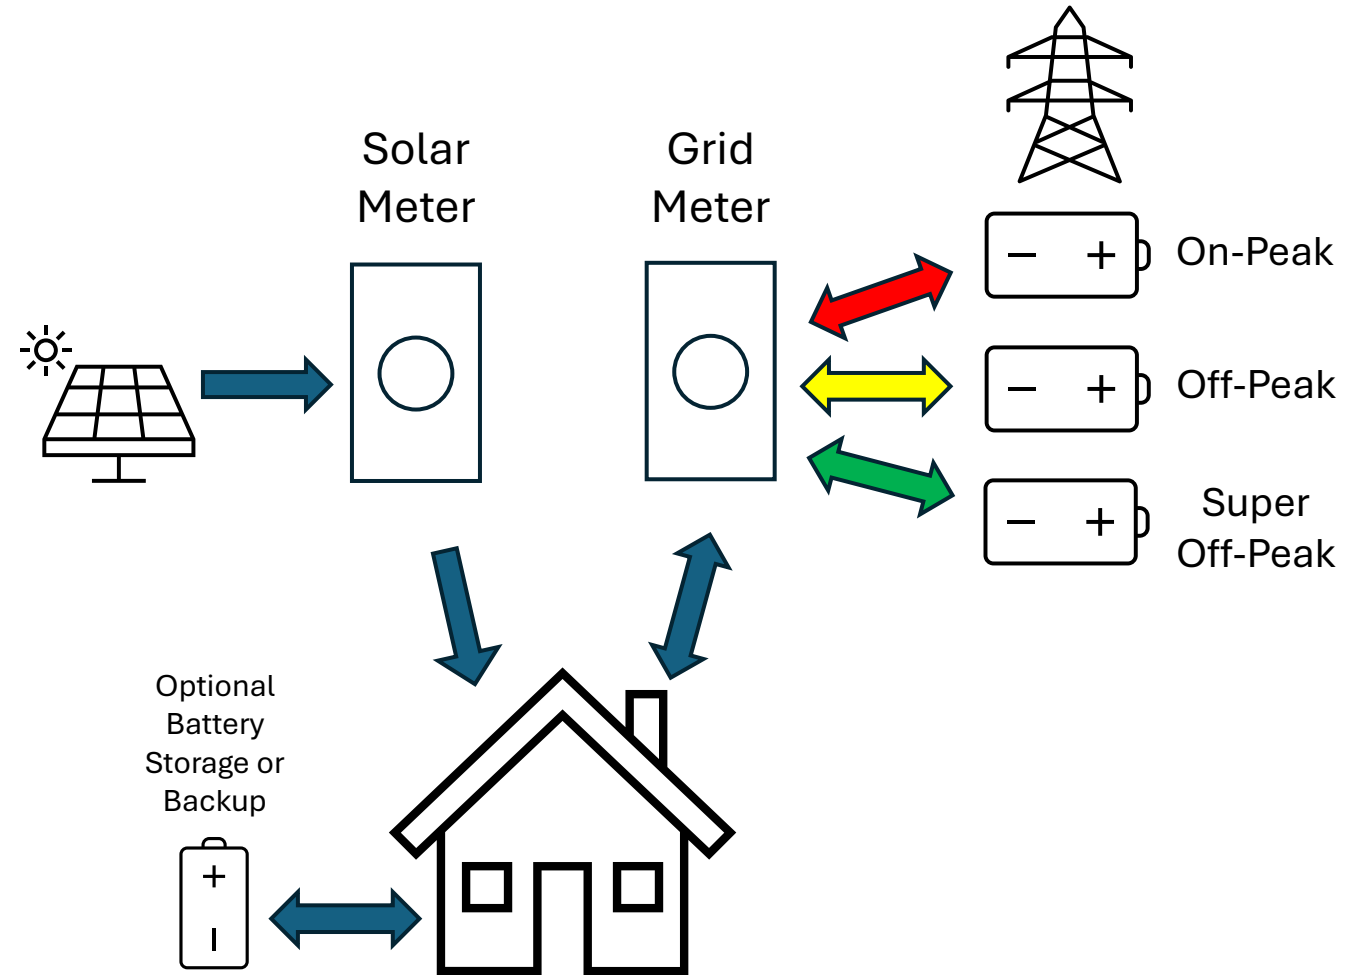 Solar
Meter
Grid
Meter
On-Peak
Off-Peak
Super
Off-Peak
Optional
Battery
Storage or
Backup